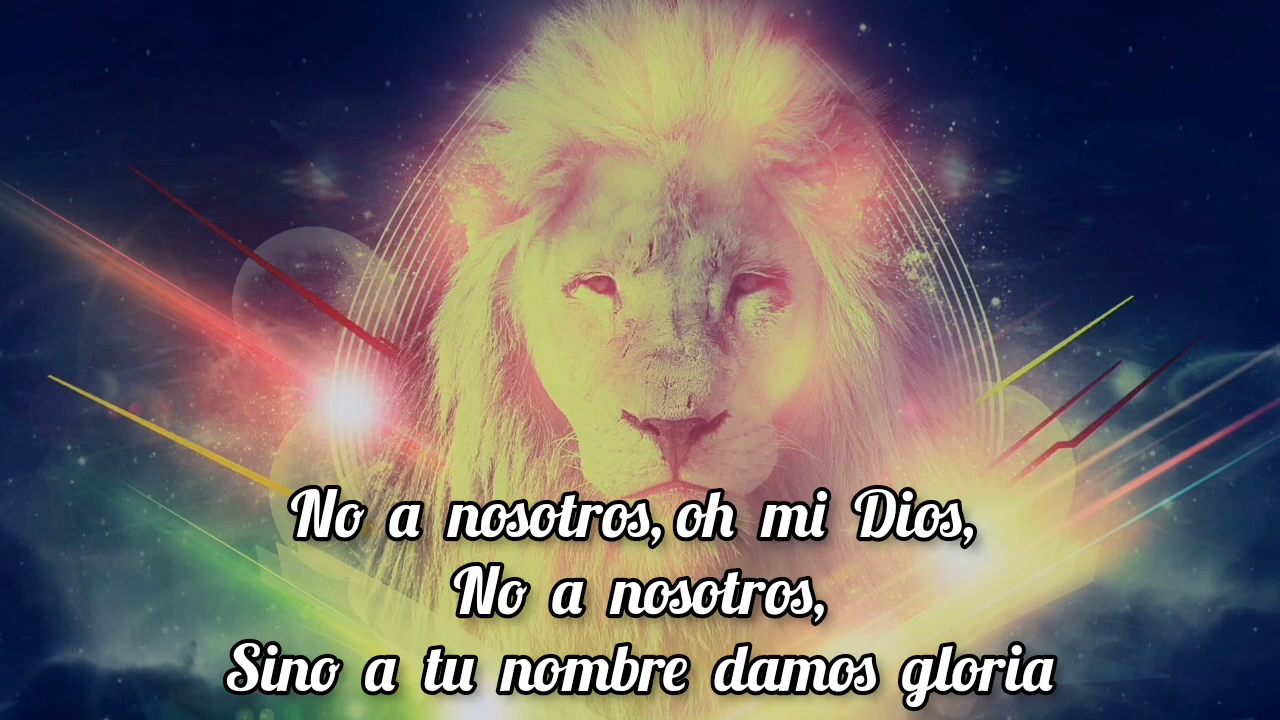 No a nosotros, oh mi Dios,
No a nosotros,
Sino a tu nombre damos gloria